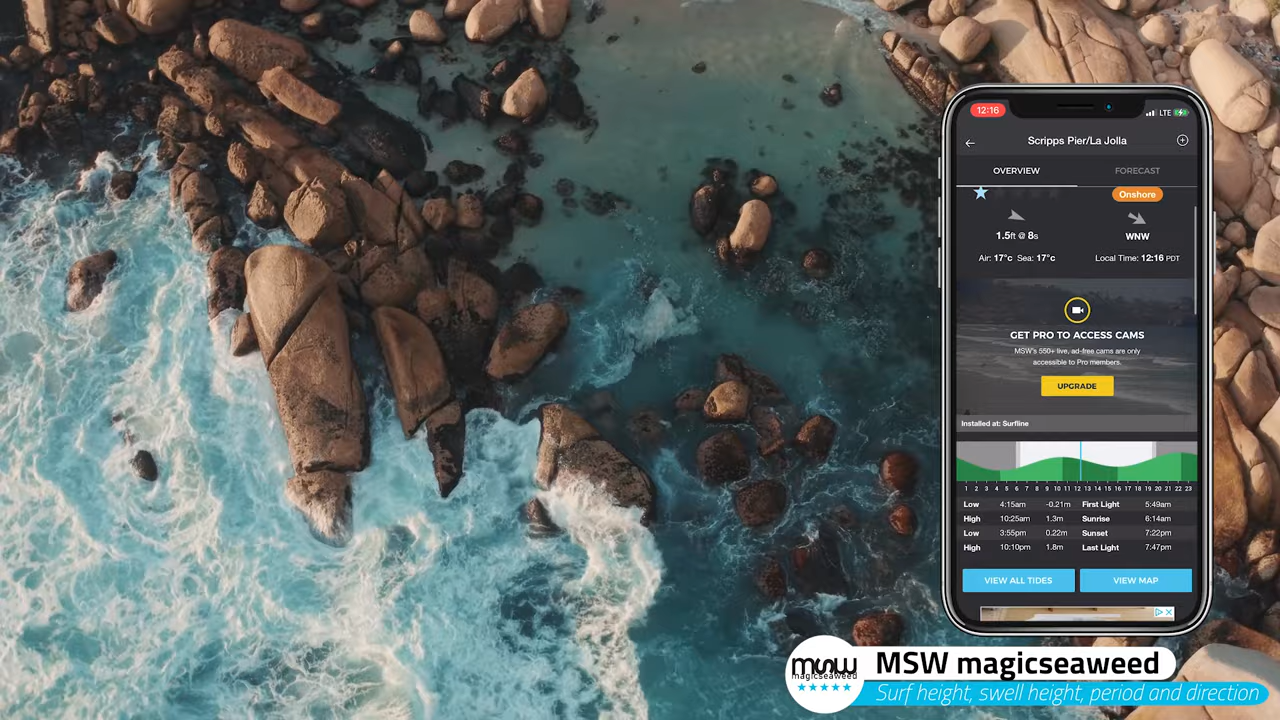 12:16
LTE
Scripps Pier/La Jolla
OVERVIEW FORECAST
Onshore
1.5ft @ 8s WNW
Air: 17°c Sea: 17°c Local Time: 12:16 PDT
GET PRO TO ACCESS CAMS
MSW's 550+ live, ad-free cams are only
accessible to Pro members.
UPGRADE
Installed at: Surfline
1 2 3 4 5 6 7 8 9 10 11 12 13 14 15 16 17 18 19 20 21 22 23
Low 4:15am -0.21m First Light 5:49am
High 10:25am 1.3m Sunrise 6:14am
Low 3:55pm 0.22m Sunset 7:22pm
High 10:10pm 1.8m Last Light 7:47pm
VIEW ALL TIDES VIEW MAP
msw
magicseaweed
MSW magicseaweed
Surf height, swell height, period and direction